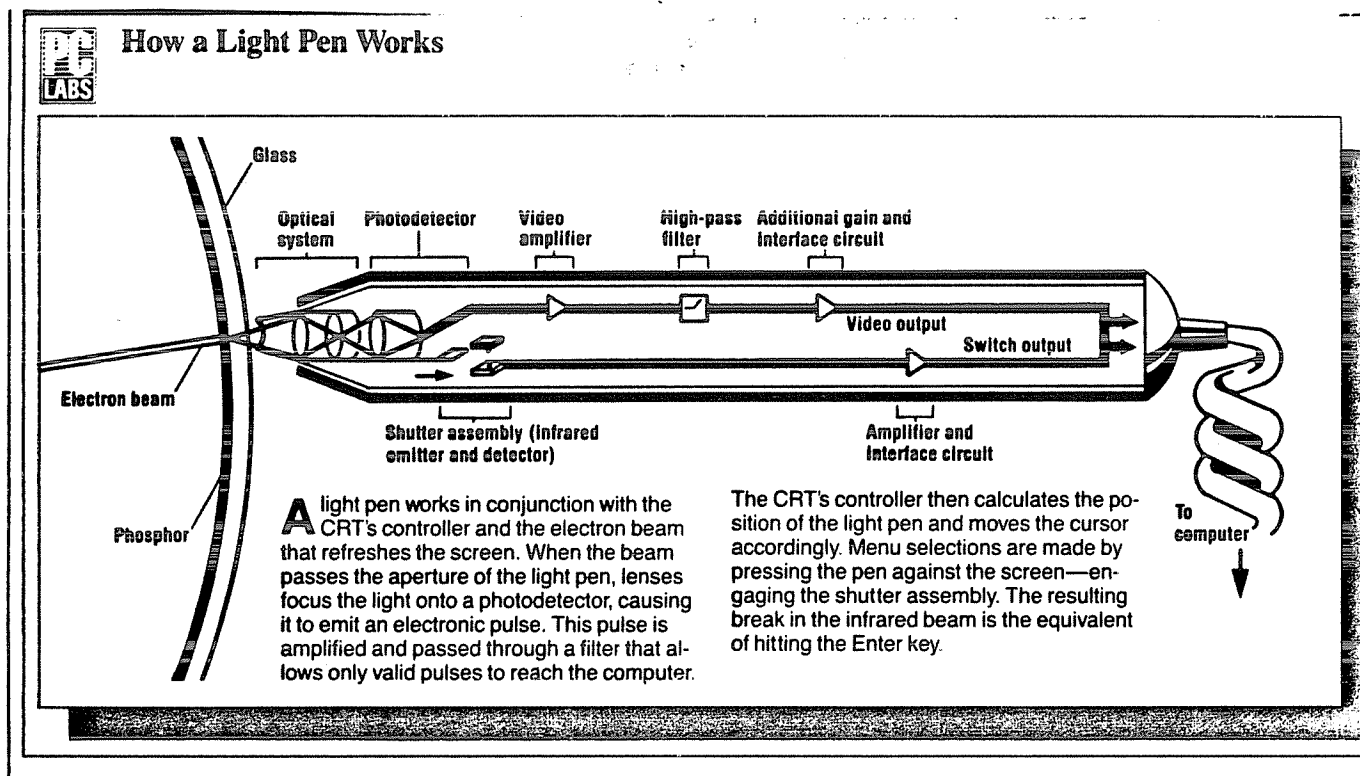 PC
LABS
How a Light Pen Works
Glass
Optical
system
Photodetector
Video
amplifier
High-pass
filter
Additional gain and
interface circuit
Video output
Switch output
Electron beam
Shutter assembly (infrared
emitter and detector)
Amplifier and
interface circuit
Phosphor
To
computer
A light pen works in conjunction with the
CRT's controller and the electron beam
that refreshes the screen. When the beam
passes the aperture of the light pen, lenses
focus the light onto a photodetector, causing
it to emit an electronic pulse. This pulse is
amplified and passed through a filter that al-
lows only valid pulses to reach the computer.
The CRT's controller then calculates the po-
sition of the light pen and moves the cursor
accordingly. Menu selections are made by
pressing the pen against the screen—en-
gaging the shutter assembly. The resulting
break in the infrared beam is the equivalent
of hitting the Enter key.